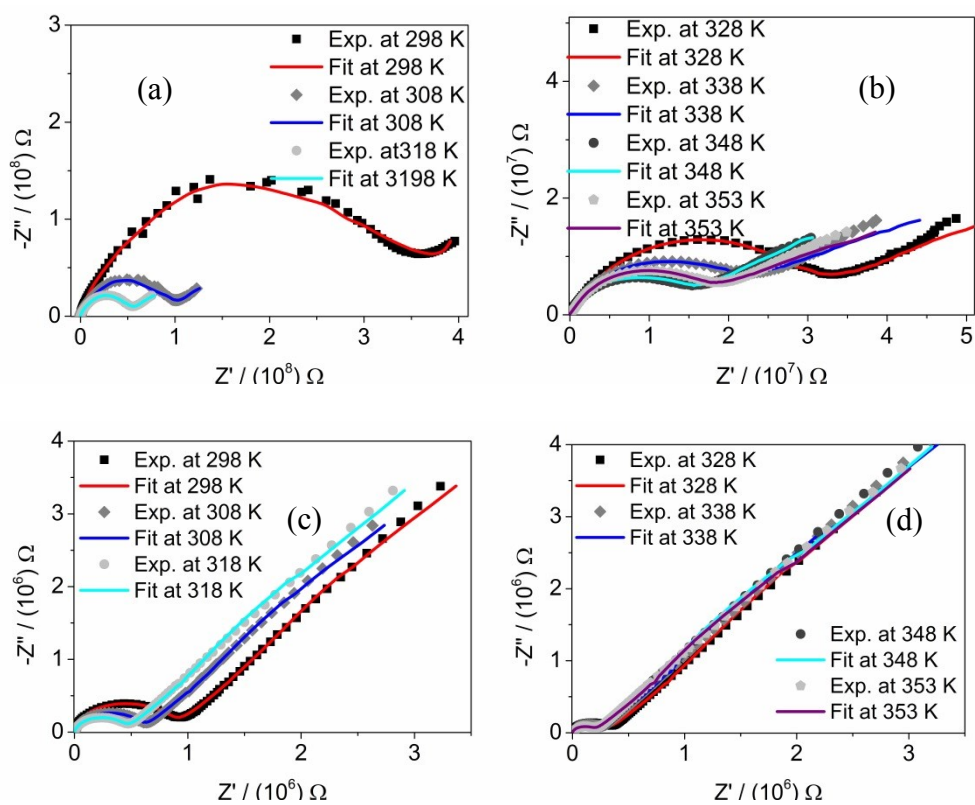 3
2
1
0
-Z'' / (10⁸) Ω
(a)
Exp. at 298 K
Fit at 298 K
Exp. at 308 K
Fit at 308 K
Exp. at318 K
Fit at 3198 K
0 1 2 3 4
Z' / (10⁸) Ω
4
2
0
-Z'' / (10⁷) Ω
(b)
Exp. at 328 K
Fit at 328 K
Exp. at 338 K
Fit at 338 K
Exp. at 348 K
Fit at 348 K
Exp. at 353 K
Fit at 353 K
0 1 2 3 4 5
Z' / (10⁷) Ω
4
3
2
1
0
-Z'' / (10⁶) Ω
Exp. at 298 K
Fit at 298 K
Exp. at 308 K
Fit at 308 K
Exp. at 318 K
Fit at 318 K
(c)
0 1 2 3
Z' / (10⁶) Ω
4
3
2
1
0
-Z'' / (10⁶) Ω
Exp. at 328 K
Fit at 328 K
Exp. at 338 K
Fit at 338 K
(d)
Exp. at 348 K
Fit at 348 K
Exp. at 353 K
Fit at 353 K
0 1 2 3
Z' / (10⁶) Ω